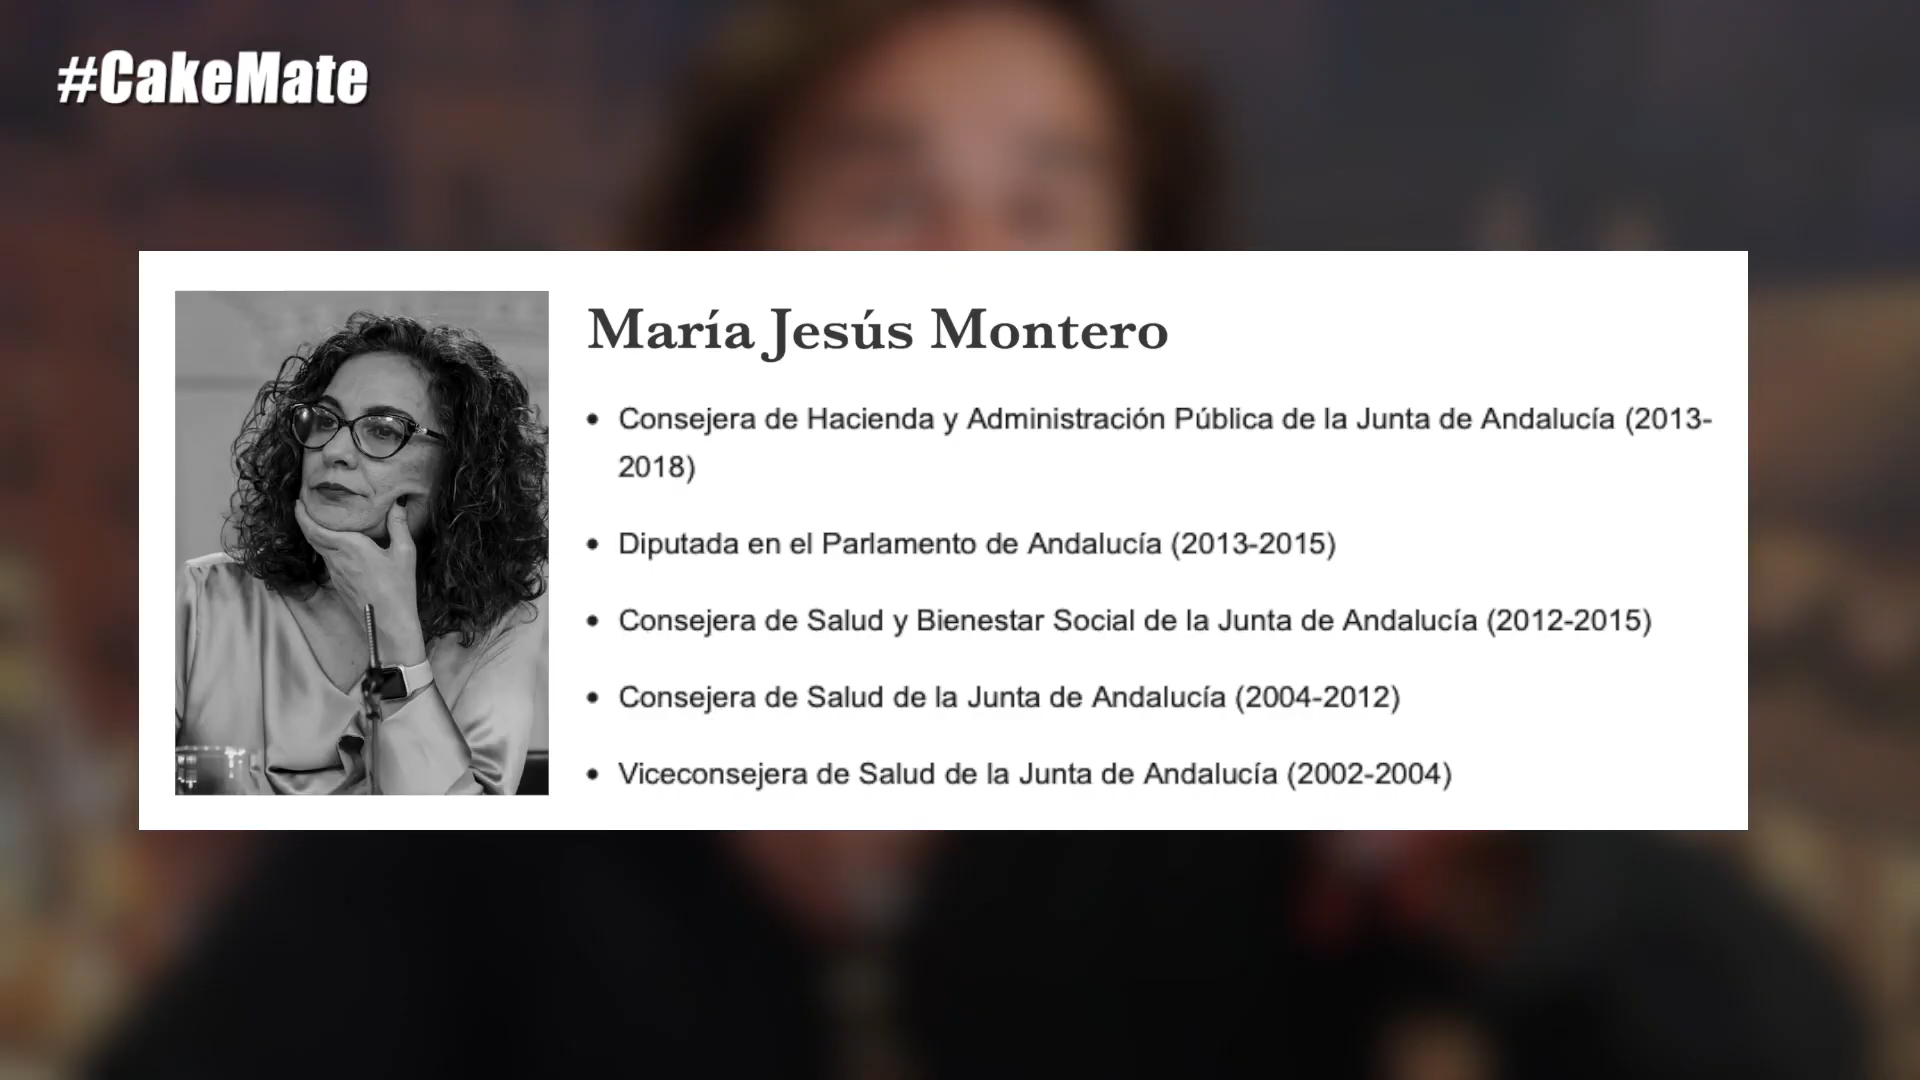 #CakeMate
María Jesús Montero
• Consejera de Hacienda y Administración Pública de la Junta de Andalucía (2013-
2018)
• Diputada en el Parlamento de Andalucía (2013-2015)
• Consejera de Salud y Bienestar Social de la Junta de Andalucía (2012-2015)
• Consejera de Salud de la Junta de Andalucía (2004-2012)
• Viceconsejera de Salud de la Junta de Andalucía (2002-2004)